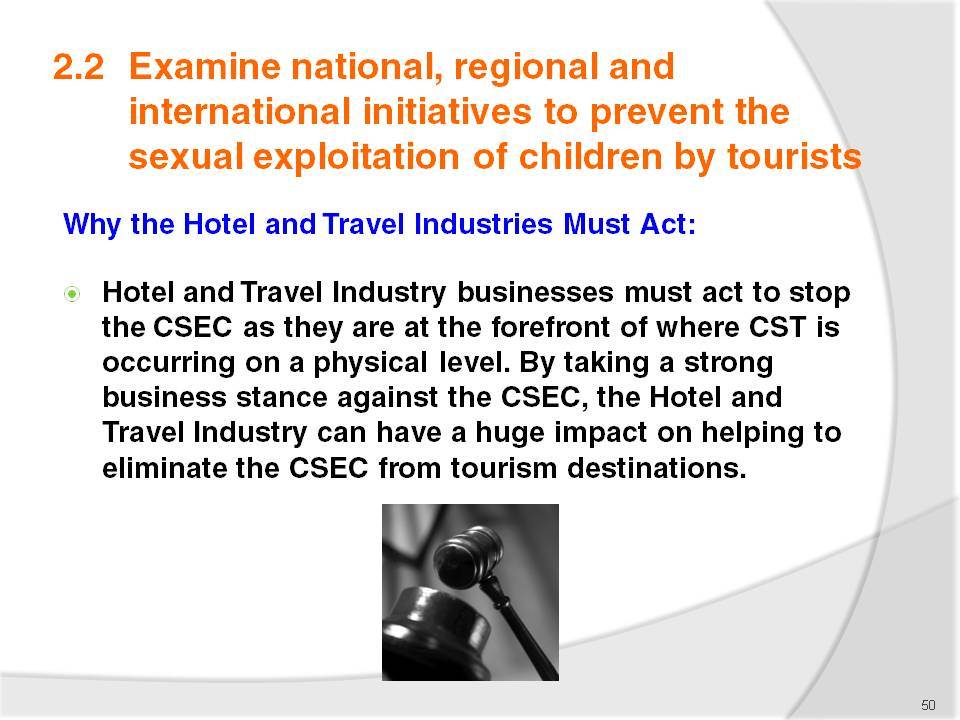 2.2 Examine national, regional and
international initiatives to prevent the
sexual exploitation of children by tourists
Why the Hotel and Travel Industries Must Act:
Hotel and Travel Industry businesses must act to stop
the CSEC as they are at the forefront of where CST is
occurring on a physical level. By taking a strong
business stance against the CSEC, the Hotel and
Travel Industry can have a huge impact on helping to
eliminate the CSEC from tourism destinations.
50